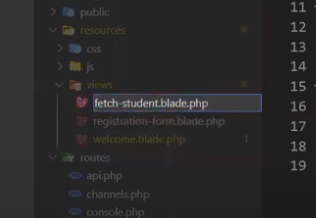 public
resources
css
js
views
fetch-student.blade.php
registration-form.blade.php
welcome.blade.php 1
routes
api.php
channels.php
console.php
11
12
13
14
15
16
17
18
19